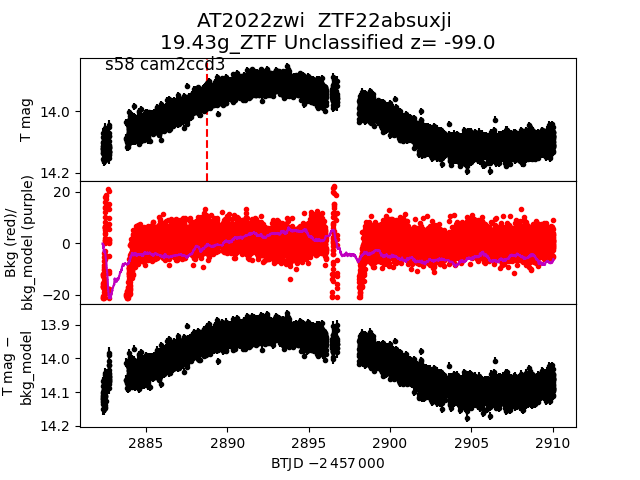 AT2022zwi  ZTF22absuxji
19.43g_ZTF Unclassified z= -99.0
s58 cam2ccd3
T mag
14.0
14.2
Bkg (red)/
bkg_model (purple)
20
0
−20
T mag −
bkg_model
13.9
14.0
14.1
14.2
2885 2890 2895 2900 2905 2910
BTJD −2 457 000